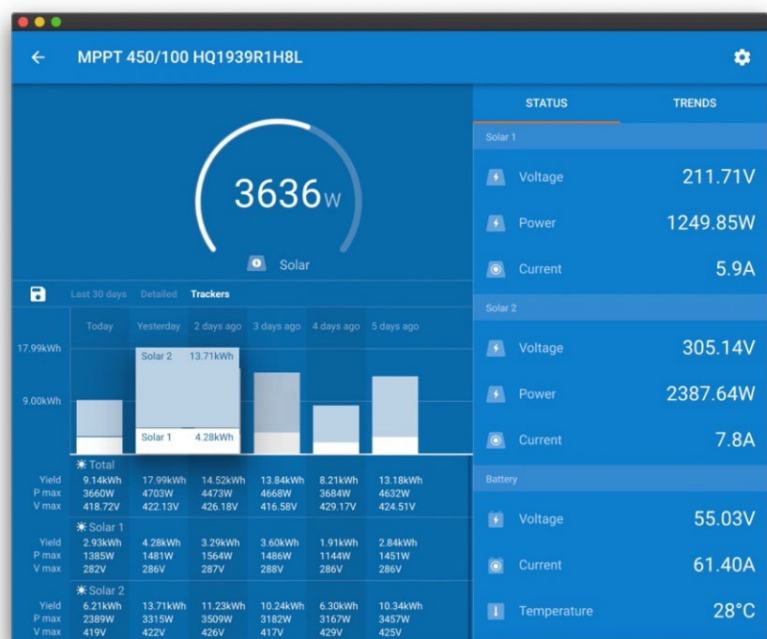 MPPT 450/100 HQ1939R1H8L
3636W
Solar
Last 30 days Detailed Trackers
Today Yesterday 2 days ago 3 days ago 4 days ago 5 days ago
17.99kWh
9.00kWh
Solar 2 13.71kWh
Solar 1 4.28kWh
Total
Yield 9.14kWh 17.99kWh 14.52kWh 13.84kWh 8.21kWh 13.18kWh
P max 3660W 4703W 4473W 4668W 3684W 4632W
V max 418.72V 422.13V 426.18V 416.58V 429.17V 424.51V
Solar 1
Yield 2.93kWh 4.28kWh 3.29kWh 3.60kWh 1.91kWh 2.84kWh
P max 1385W 1481W 1564W 1486W 1144W 1451W
V max 282V 286V 287V 288V 286V 286V
Solar 2
Yield 6.21kWh 13.71kWh 11.23kWh 10.24kWh 6.30kWh 10.34kWh
P max 2389W 3315W 3509W 3182W 3167W 3457W
V max 419V 422V 426V 417V 429V 425V
STATUS TRENDS
Solar 1
Voltage 211.71V
Power 1249.85W
Current 5.9A
Solar 2
Voltage 305.14V
Power 2387.64W
Current 7.8A
Battery
Voltage 55.03V
Current 61.40A
Temperature 28°C